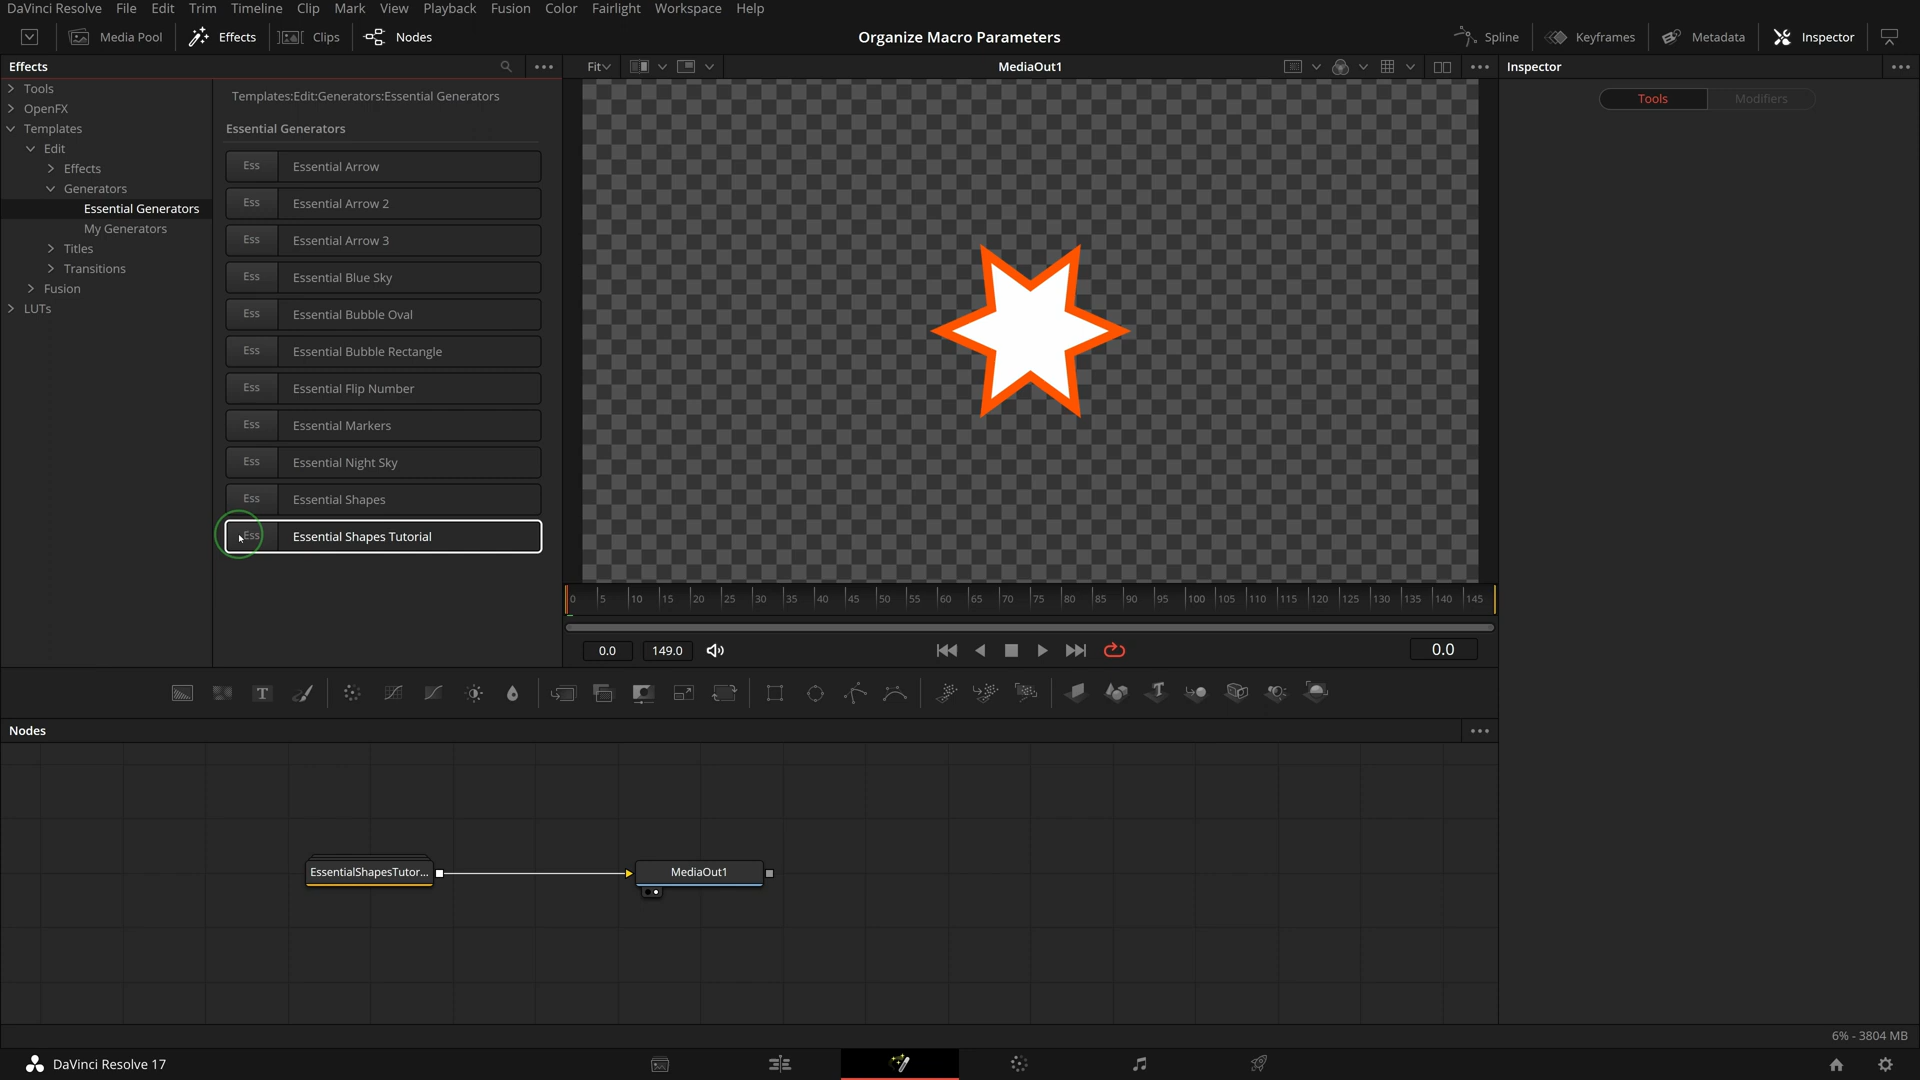 DaVinci Resolve File Edit Trim Timeline Clip Mark View Playback Fusion Color Fairlight Workspace Help
Media Pool Effects Clips Nodes Organize Macro Parameters Spline Keyframes Metadata Inspector
Effects Fit MediaOut1 Inspector
Tools
OpenFX
Templates
Edit
Effects
Generators
Essential Generators
My Generators
Titles
Transitions
Fusion
LUTs
Templates:Edit:Generators:Essential Generators
Essential Generators
Ess Essential Arrow
Ess Essential Arrow 2
Ess Essential Arrow 3
Ess Essential Blue Sky
Ess Essential Bubble Oval
Ess Essential Bubble Rectangle
Ess Essential Flip Number
Ess Essential Markers
Ess Essential Night Sky
Ess Essential Shapes
Ess Essential Shapes Tutorial
Tools Modifiers
0 5 10 15 20 25 30 35 40 45 50 55 60 65 70 75 80 85 90 95 100 105 110 115 120 125 130 135 140 145
0.0 149.0 0.0
T
Nodes
EssentialShapesTutor... MediaOut1
6% - 3804 MB
DaVinci Resolve 17